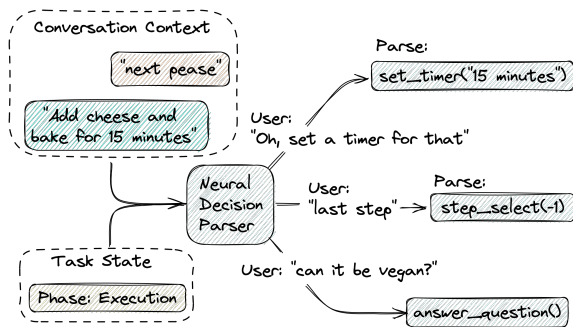 Conversation Context
"next pease"
"Add cheese and
bake for 15 minutes"
Parse:
set_timer("15 minutes")
User:
"Oh, set a timer for that"
Neural
Decision
Parser
User:
"last step"
Parse:
step_select(-1)
Task State
Phase: Execution
User: "can it be vegan?"
answer_question()